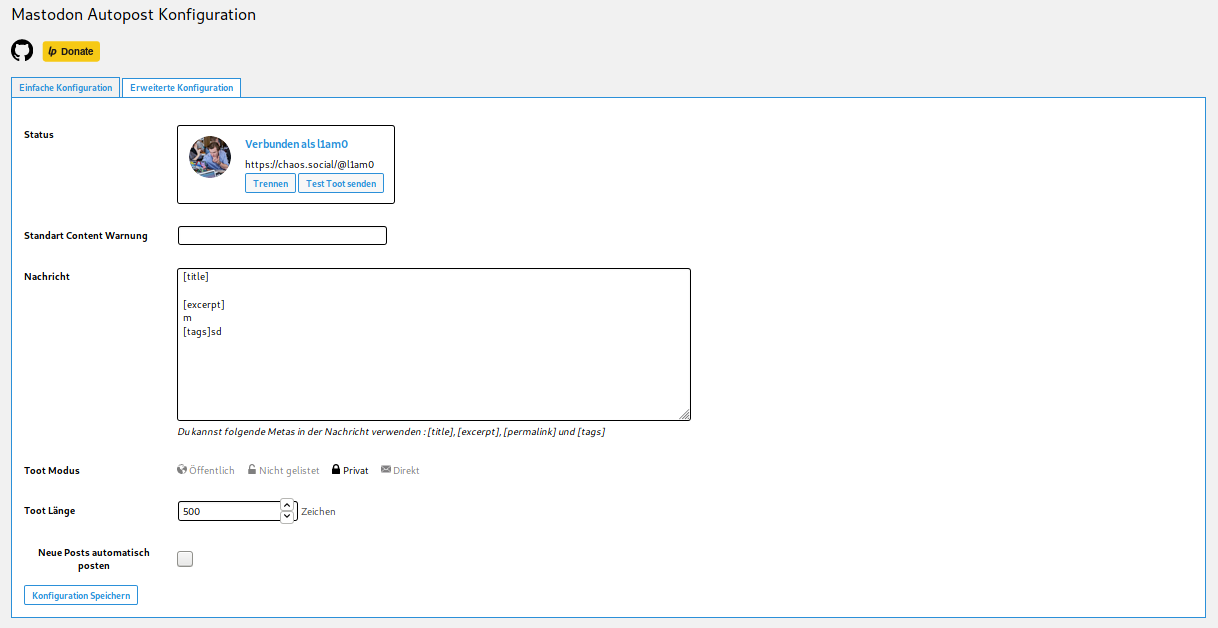 Mastodon Autopost Konfiguration
lp Donate
Einfache Konfiguration
Erweiterte Konfiguration
Status
Verbunden als l1am0
https://chaos.social/@l1am0
Trennen
Test Toot senden
Standart Content Warnung
Nachricht
[title]
[excerpt]
m
[tags]sd
Du kannst folgende Metas in der Nachricht verwenden : [title], [excerpt], [permalink] und [tags]
Toot Modus
Öffentlich
Nicht gelistet
Privat
Direkt
Toot Länge
500
Zeichen
Neue Posts automatisch
posten
Konfiguration Speichern